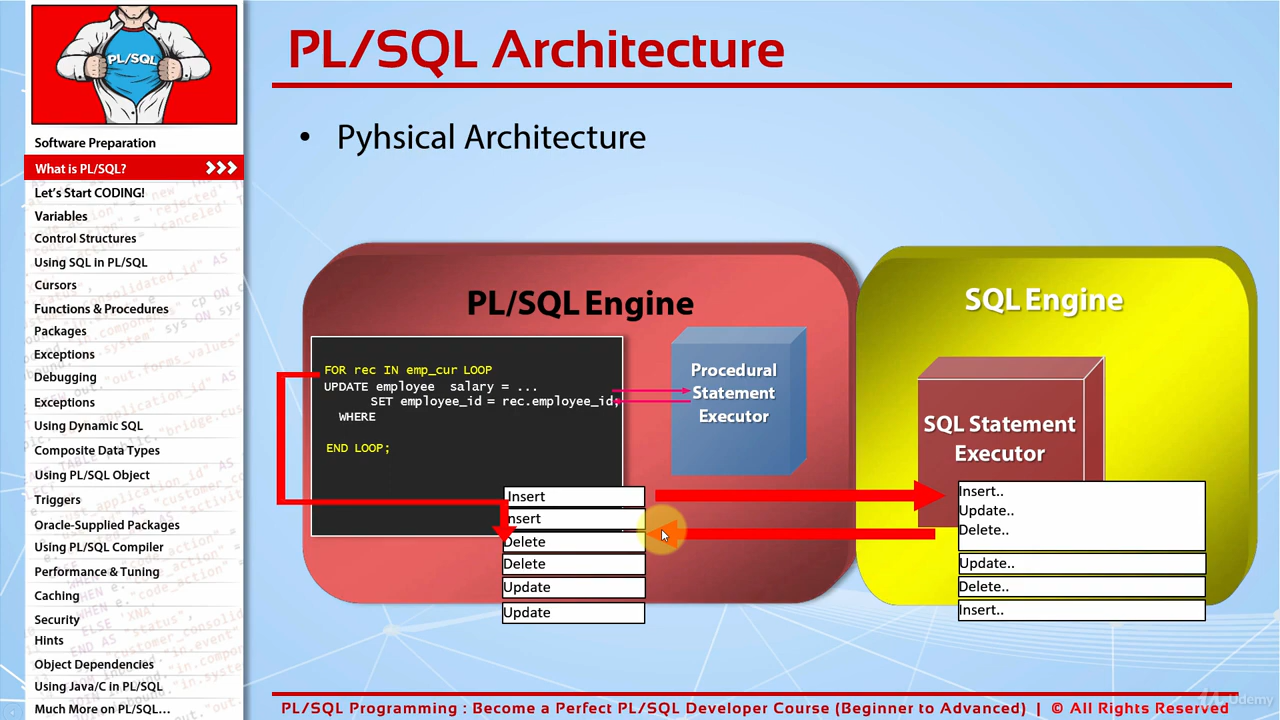 PL/SQL
Software Preparation
What is PL/SQL?
Let's Start CODING!
Variables
Control Structures
Using SQL in PL/SQL
Cursors
Functions & Procedures
Packages
Exceptions
Debugging
Exceptions
Using Dynamic SQL
Composite Data Types
Using PL/SQL Object
Triggers
Oracle-Supplied Packages
Using PL/SQL Compiler
Performance & Tuning
Caching
Security
Hints
Object Dependencies
Using Java/C in PL/SQL
Much More on PL/SQL...
PL/SQL Architecture
• Pyhsical Architecture
PL/SQL Engine
FOR rec IN emp_cur LOOP
UPDATE employee salary = ...
SET employee_id = rec.employee_id;
WHERE
END LOOP;
Procedural
Statement
Executor
Insert
nsert
Delete
Delete
Update
Update
SQL Engine
SQL Statement
Executor
Insert..
Update..
Delete..
Update..
Delete..
Insert..
PL/SQL Programming : Become a Perfect PL/SQL Developer Course (Beginner to Advanced) | © All Rights Reserved
Udemy